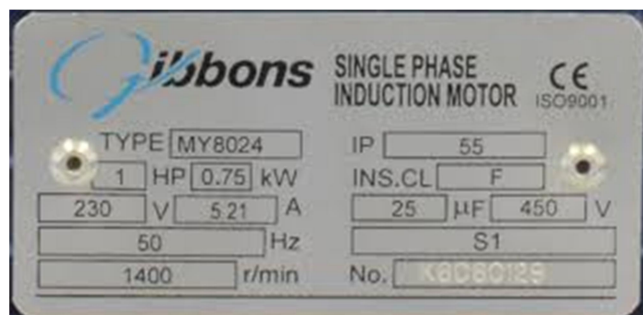 Gibbons
SINGLE PHASE
INDUCTION MOTOR
CE
ISO9001
TYPE MY8024
IP 55
1 HP 0.75 kW
INS.CL F
230 V 5.21 A
25 µF 450 V
50 Hz
S1
1400 r/min
No.